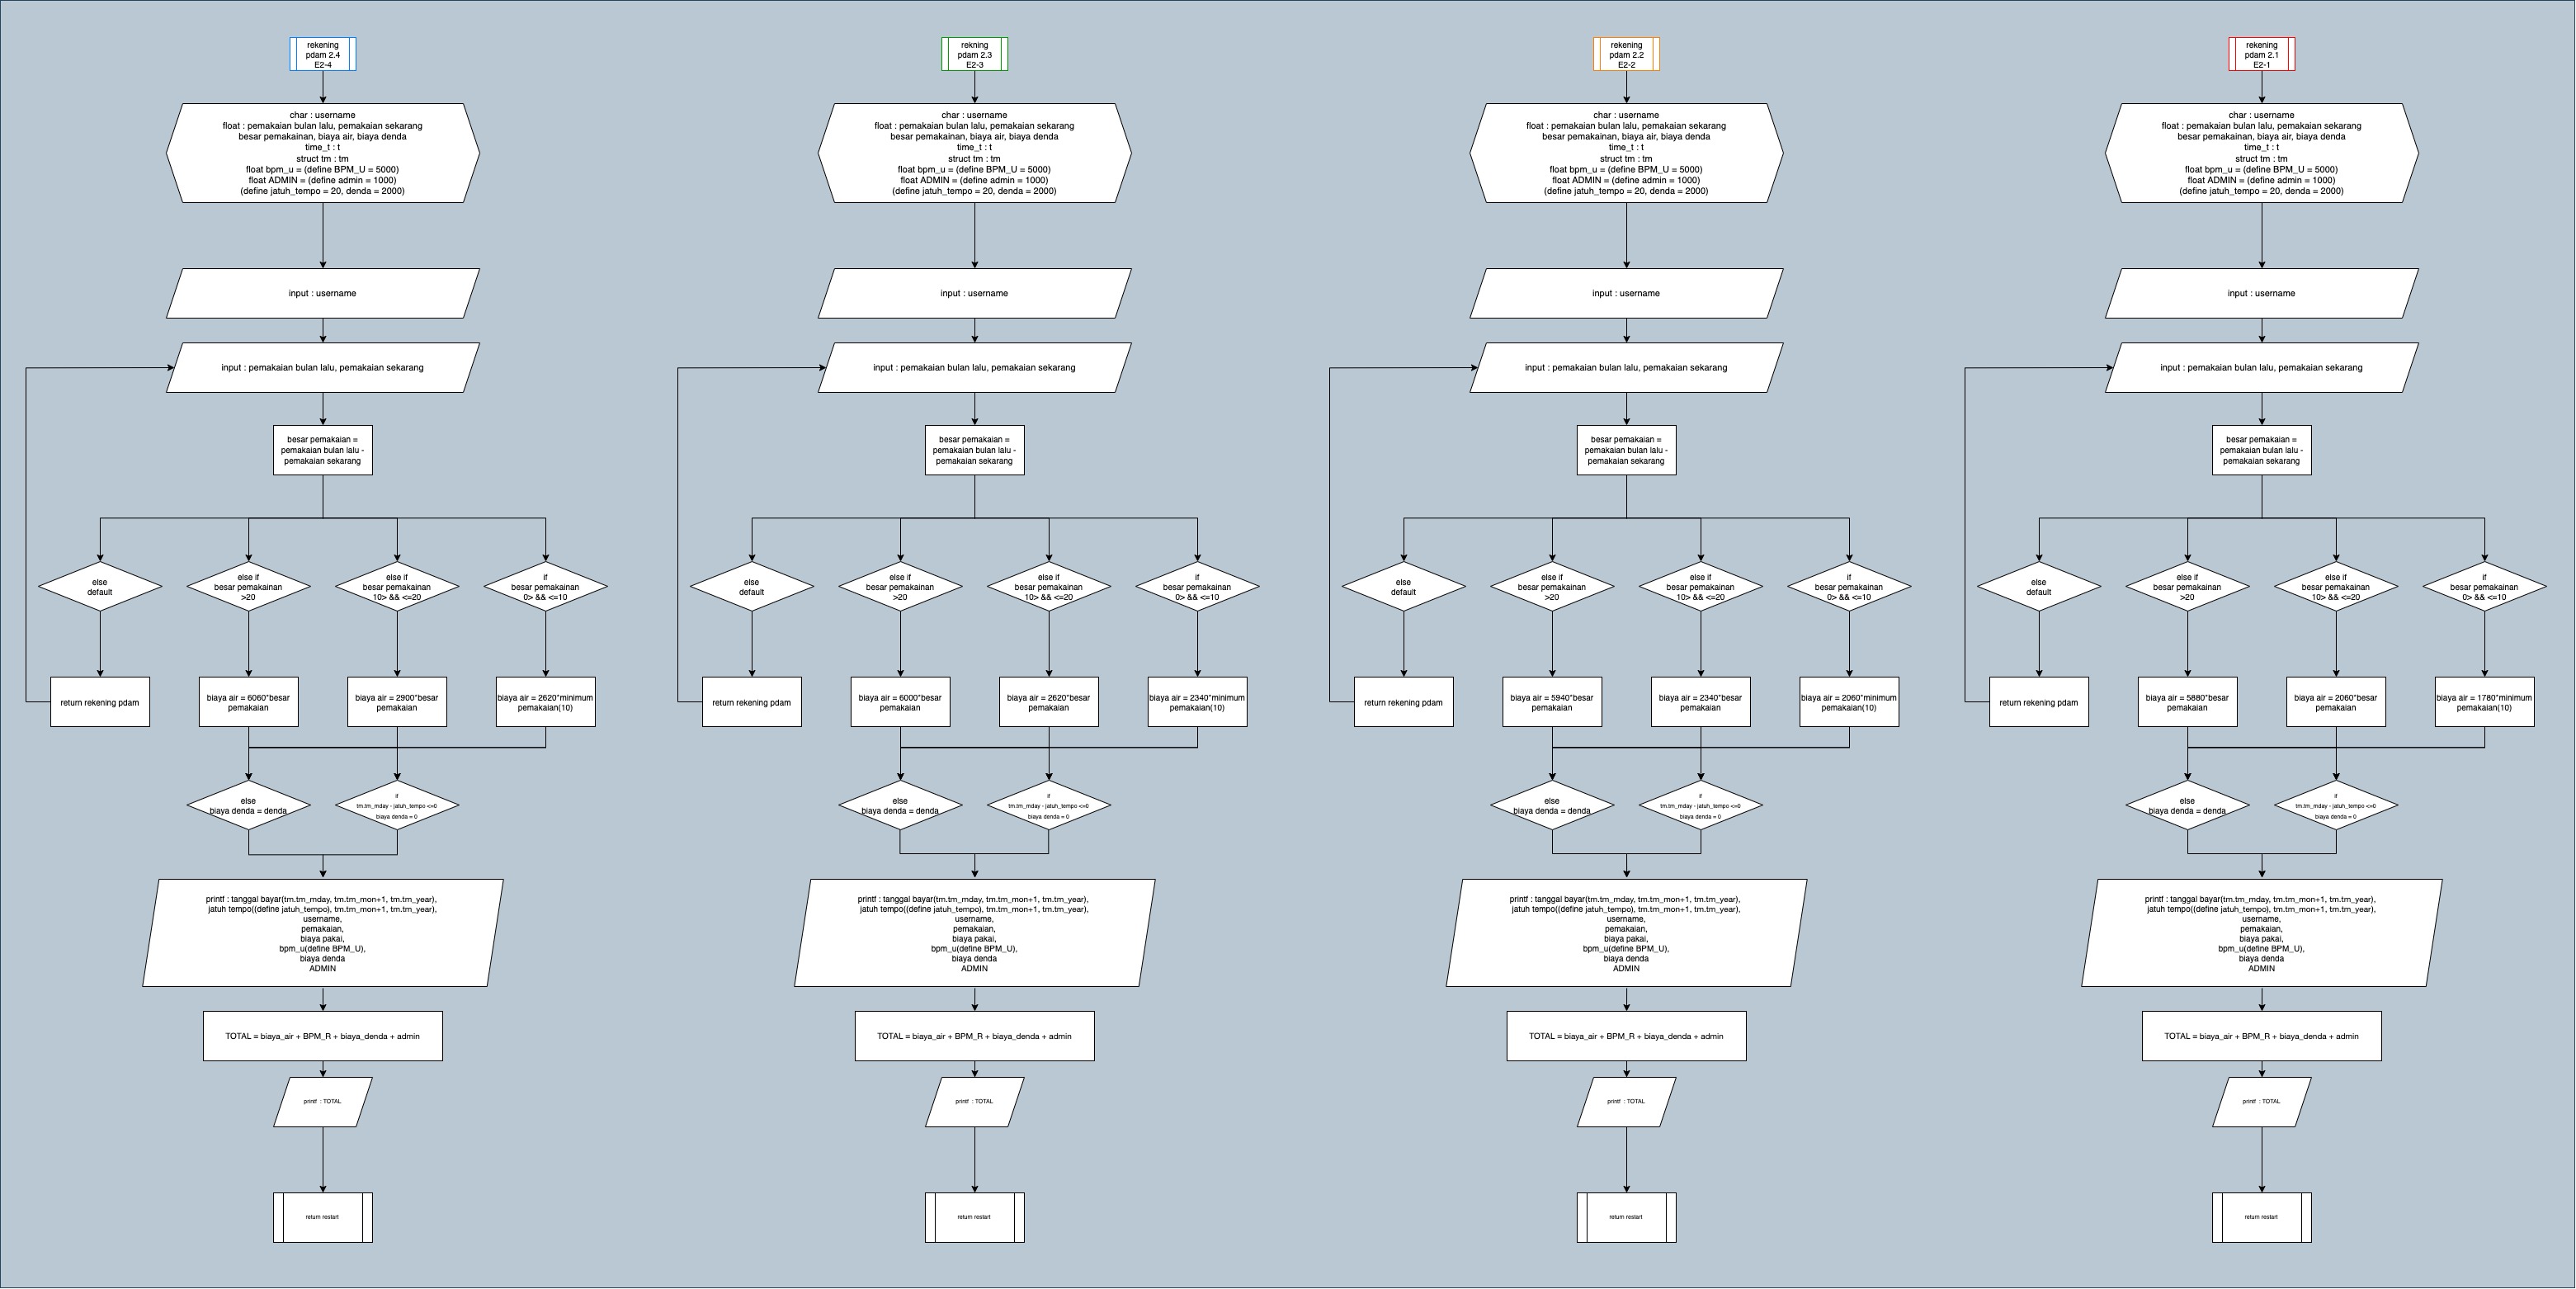 rekening
pdam 2.4
E2-4
char : username
float : pemakaian bulan lalu, pemakaian sekarang
besar pemakainan, biaya air, biaya denda
time_t : t
struct tm : tm
float bpm_u = (define BPM_U = 5000)
float ADMIN = (define admin = 1000)
(define jatuh_tempo = 20, denda = 2000)
input : username
input : pemakaian bulan lalu, pemakaian sekarang
besar pemakaian =
pemakaian bulan lalu -
pemakaian sekarang
else
default
else if
besar pemakainan
>20
else if
besar pemakainan
10> && <=20
if
besar pemakainan
0> && <=10
return rekening pdam
biaya air = 6060*besar
pemakaian
biaya air = 2900*besar
pemakaian
biaya air = 2620*minimum
pemakaian(10)
else
biaya denda = denda
if
tm.tm_mday - jatuh_tempo <=0
biaya denda = 0
printf : tanggal bayar(tm.tm_mday, tm.tm_mon+1, tm.tm_year),
jatuh tempo((define jatuh_tempo), tm.tm_mon+1, tm.tm_year),
username,
pemakaian,
biaya pakai,
bpm_u(define BPM_U),
biaya denda
ADMIN
TOTAL = biaya_air + BPM_R + biaya_denda + admin
printf : TOTAL
return restart
rekning
pdam 2.3
E2-3
char : username
float : pemakaian bulan lalu, pemakaian sekarang
besar pemakainan, biaya air, biaya denda
time_t : t
struct tm : tm
float bpm_u = (define BPM_U = 5000)
float ADMIN = (define admin = 1000)
(define jatuh_tempo = 20, denda = 2000)
input : username
input : pemakaian bulan lalu, pemakaian sekarang
besar pemakaian =
pemakaian bulan lalu -
pemakaian sekarang
else
default
else if
besar pemakainan
>20
else if
besar pemakainan
10> && <=20
if
besar pemakainan
0> && <=10
return rekening pdam
biaya air = 6000*besar
pemakaian
biaya air = 2620*besar
pemakaian
biaya air = 2340*minimum
pemakaian(10)
else
biaya denda = denda
if
tm.tm_mday - jatuh_tempo <=0
biaya denda = 0
printf : tanggal bayar(tm.tm_mday, tm.tm_mon+1, tm.tm_year),
jatuh tempo((define jatuh_tempo), tm.tm_mon+1, tm.tm_year),
username,
pemakaian,
biaya pakai,
bpm_u(define BPM_U),
biaya denda
ADMIN
TOTAL = biaya_air + BPM_R + biaya_denda + admin
printf : TOTAL
return restart
rekening
pdam 2.2
E2-2
char : username
float : pemakaian bulan lalu, pemakaian sekarang
besar pemakainan, biaya air, biaya denda
time_t : t
struct tm : tm
float bpm_u = (define BPM_U = 5000)
float ADMIN = (define admin = 1000)
(define jatuh_tempo = 20, denda = 2000)
input : username
input : pemakaian bulan lalu, pemakaian sekarang
besar pemakaian =
pemakaian bulan lalu -
pemakaian sekarang
else
default
else if
besar pemakainan
>20
else if
besar pemakainan
10> && <=20
if
besar pemakainan
0> && <=10
return rekening pdam
biaya air = 5940*besar
pemakaian
biaya air = 2340*besar
pemakaian
biaya air = 2060*minimum
pemakaian(10)
else
biaya denda = denda
if
tm.tm_mday - jatuh_tempo <=0
biaya denda = 0
printf : tanggal bayar(tm.tm_mday, tm.tm_mon+1, tm.tm_year),
jatuh tempo((define jatuh_tempo), tm.tm_mon+1, tm.tm_year),
username,
pemakaian,
biaya pakai,
bpm_u(define BPM_U),
biaya denda
ADMIN
TOTAL = biaya_air + BPM_R + biaya_denda + admin
printf : TOTAL
return restart
rekening
pdam 2.1
E2-1
char : username
float : pemakaian bulan lalu, pemakaian sekarang
besar pemakainan, biaya air, biaya denda
time_t : t
struct tm : tm
float bpm_u = (define BPM_U = 5000)
float ADMIN = (define admin = 1000)
(define jatuh_tempo = 20, denda = 2000)
input : username
input : pemakaian bulan lalu, pemakaian sekarang
besar pemakaian =
pemakaian bulan lalu -
pemakaian sekarang
else
default
else if
besar pemakainan
>20
else if
besar pemakainan
10> && <=20
if
besar pemakainan
0> && <=10
return rekening pdam
biaya air = 5880*besar
pemakaian
biaya air = 2060*besar
pemakaian
biaya air = 1780*minimum
pemakaian(10)
else
biaya denda = denda
if
tm.tm_mday - jatuh_tempo <=0
biaya denda = 0
printf : tanggal bayar(tm.tm_mday, tm.tm_mon+1, tm.tm_year),
jatuh tempo((define jatuh_tempo), tm.tm_mon+1, tm.tm_year),
username,
pemakaian,
biaya pakai,
bpm_u(define BPM_U),
biaya denda
ADMIN
TOTAL = biaya_air + BPM_R + biaya_denda + admin
printf : TOTAL
return restart